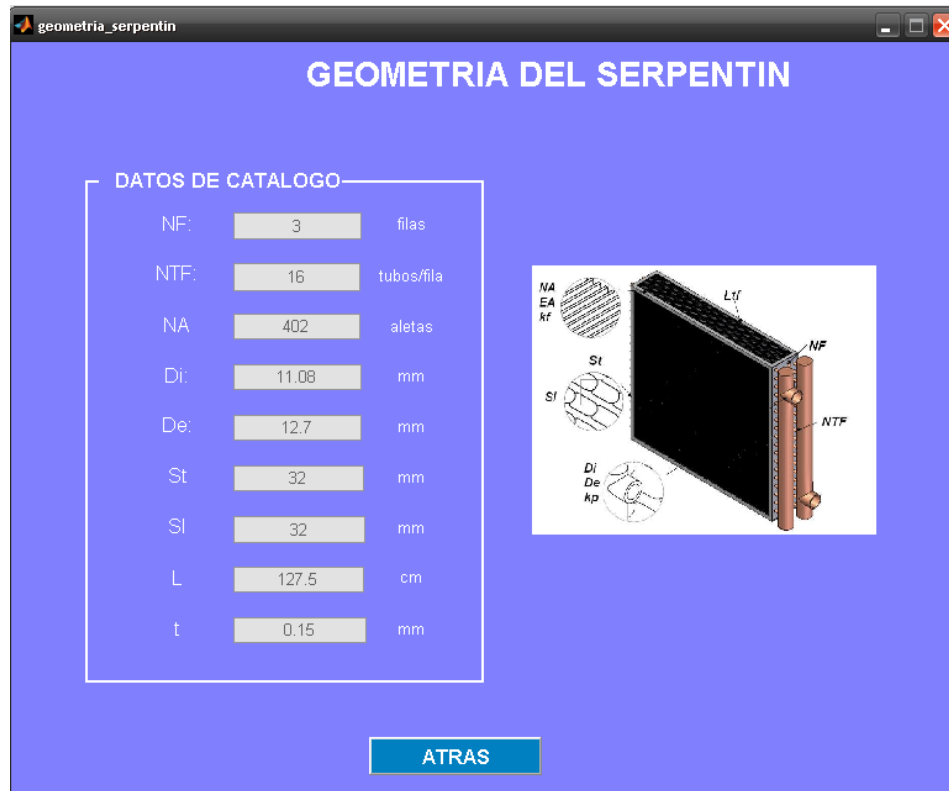 geometria_serpentin
GEOMETRIA DEL SERPENTIN
DATOS DE CATALOGO
NF: 3 filas
NTF: 16 tubos/fila
NA 402 aletas
Di: 11.08 mm
De: 12.7 mm
St 32 mm
Sl 32 mm
L 127.5 cm
t 0.15 mm
NA
EA
kf
Ltf
NF
St
Sl
NTF
Di
De
kp
ATRAS